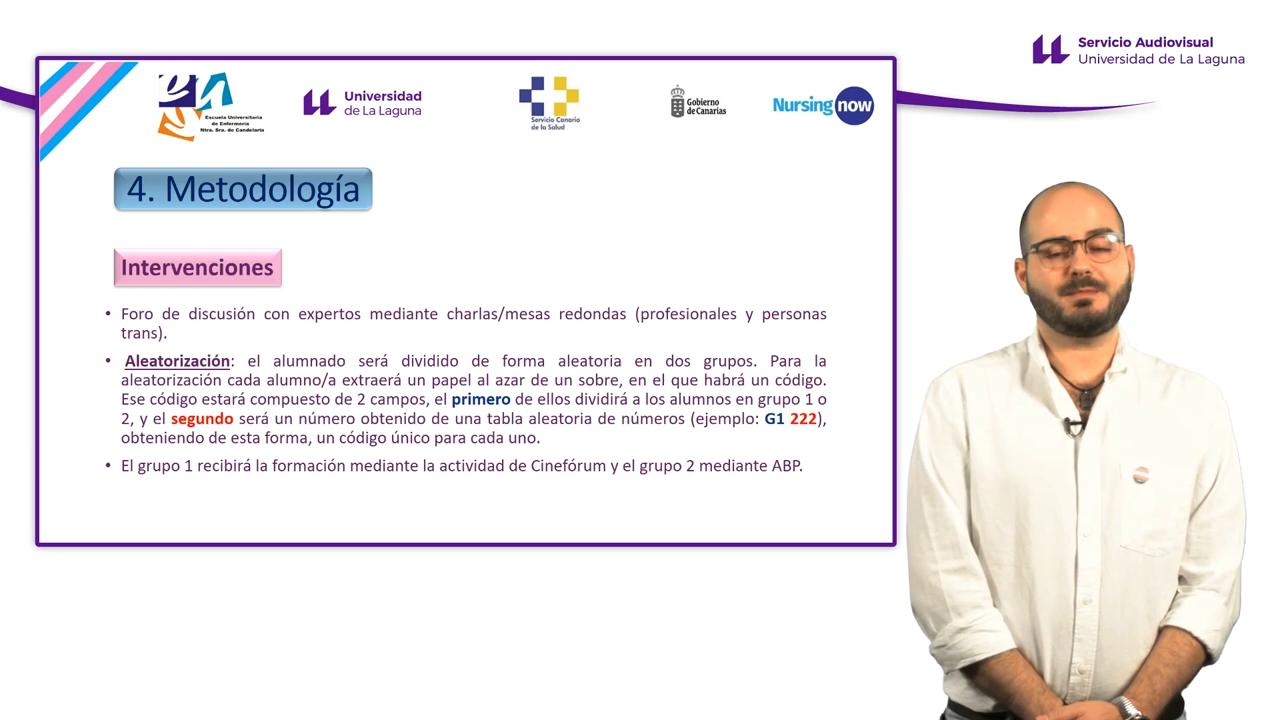 Servicio Audiovisual
Universidad de La Laguna
Escuela Universitaria
de Enfermería
Ntra. Sra. de Candelaria
Universidad
de La Laguna
Servicio Canario
de la Salud
Gobierno
de Canarias
Nursing now
4. Metodología
Intervenciones
• Foro de discusión con expertos mediante charlas/mesas redondas (profesionales y personas
trans).
• Aleatorización: el alumnado será dividido de forma aleatoria en dos grupos. Para la
aleatorización cada alumno/a extraerá un papel al azar de un sobre, en el que habrá un código.
Ese código estará compuesto de 2 campos, el primero de ellos dividirá a los alumnos en grupo 1 o
2, y el segundo será un número obtenido de una tabla aleatoria de números (ejemplo: G1 222),
obteniendo de esta forma, un código único para cada uno.
• El grupo 1 recibirá la formación mediante la actividad de Cinefórum y el grupo 2 mediante ABP.